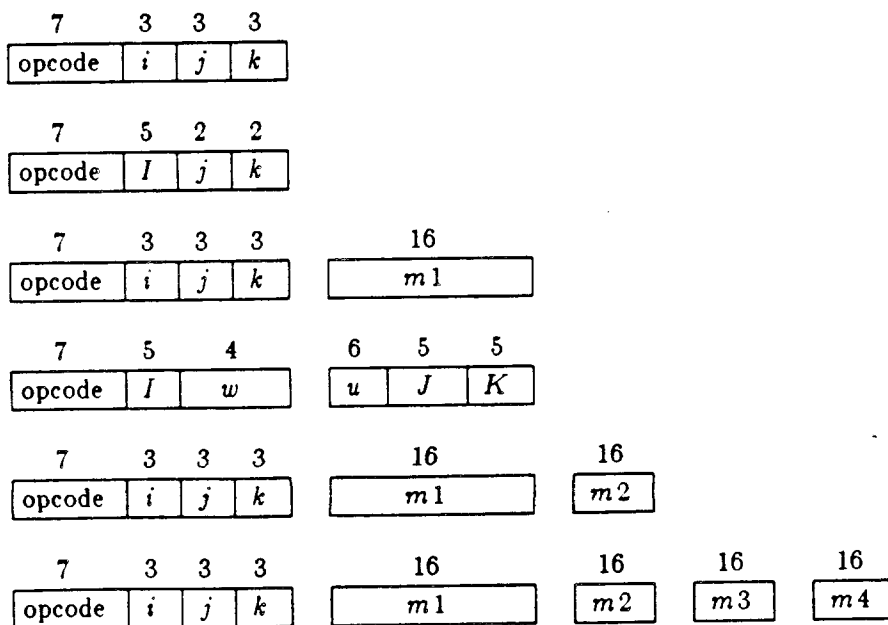 7 3 3 3
opcode i j k
7 5 2 2
opcode I j k
7 3 3 3 16
opcode i j k m1
7 5 4 6 5 5
opcode I w u J K
7 3 3 3 16 16
opcode i j k m1 m2
7 3 3 3 16 16 16 16
opcode i j k m1 m2 m3 m4